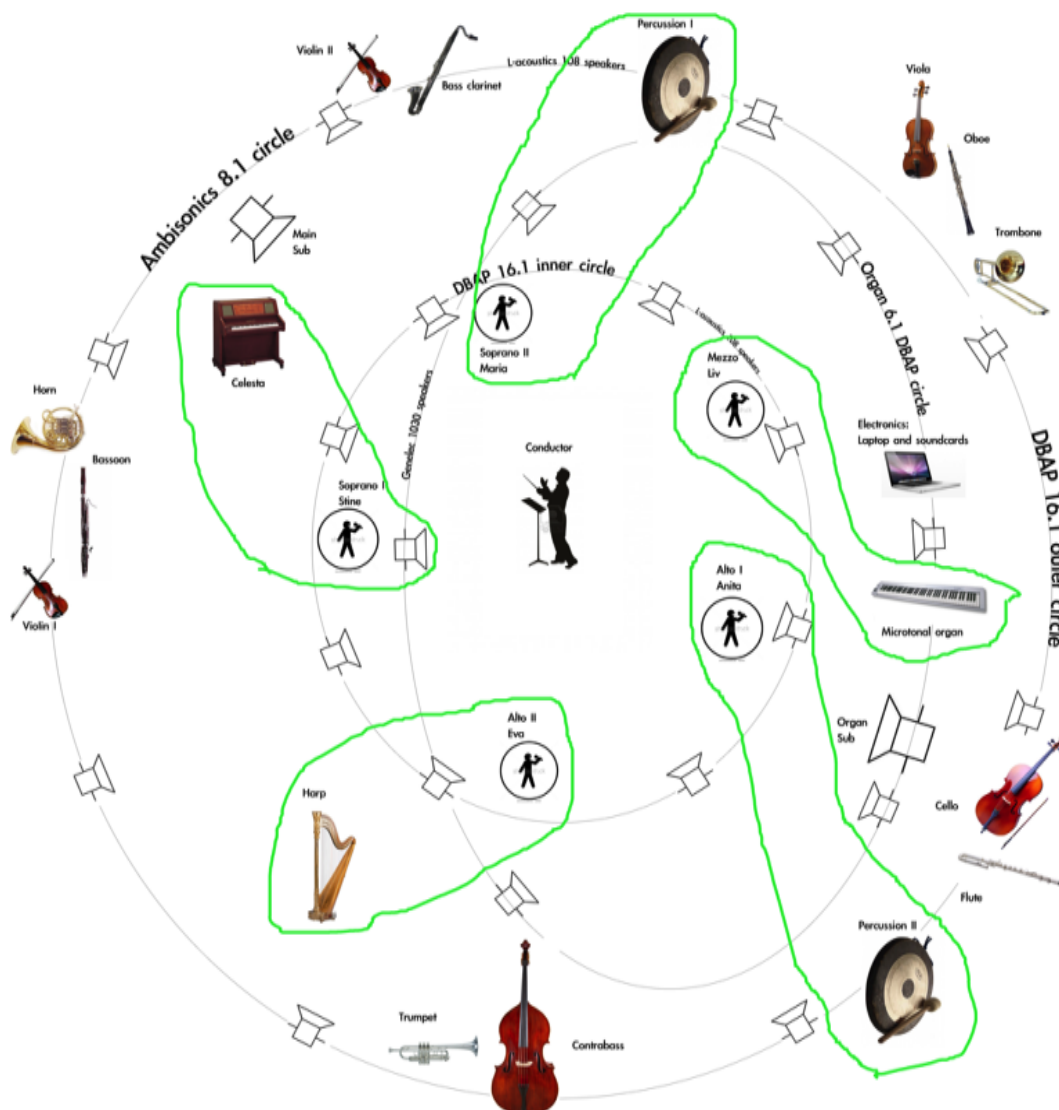 Percussion I
Violin II
L-acoustics 108 speakers
Bass clarinet
Viola
Oboe
Ambisonics 8.1 circle
Main
Sub
Trombone
DBAP 16.1 inner circle
Organ 6.1 DBAP circle
L-acoustics 108 speakers
Soprano II
Maria
Mezzo
Liv
Celesta
Horn
Genelec 1030 speakers
Electronics:
Laptop and soundcards
Conductor
Bassoon
Soprano I
Stine
DBAP 16.1 outer circle
Alto I
Anita
Violin I
Microtonal organ
Alto II
Eva
Organ
Sub
Harp
Cello
Flute
Percussion II
Trumpet
Contrabass